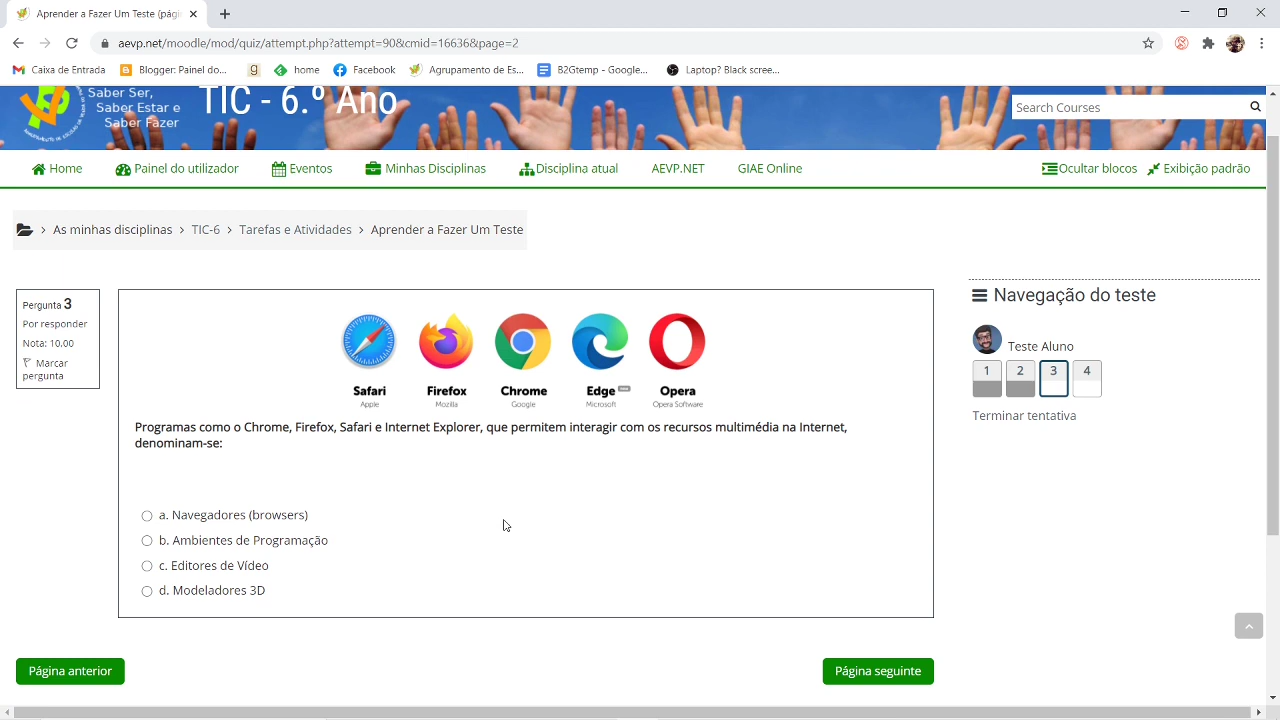 Aprender a Fazer Um Teste (pági
aevp.net/moodle/mod/quiz/attempt.php?attempt=90&cmid=16636&page=2
Caixa de Entrada
Blogger: Painel do...
home
Facebook
Agrupamento de Es...
B2Gtemp - Google...
Laptop? Black scree...
Saber Ser,
Saber Estar e
Saber Fazer
TIC - 6.º Ano
Search Courses
Home
Painel do utilizador
Eventos
Minhas Disciplinas
Disciplina atual
AEVP.NET
GIAE Online
Ocultar blocos
Exibição padrão
> As minhas disciplinas > TIC-6 > Tarefas e Atividades > Aprender a Fazer Um Teste
Pergunta 3
Por responder
Nota: 10.00
Marcar
pergunta
Safari
Apple
Firefox
Mozilla
Chrome
Google
Edge
Microsoft
Opera
Opera Software
Programas como o Chrome, Firefox, Safari e Internet Explorer, que permitem interagir com os recursos multimédia na Internet,
denominam-se:
a. Navegadores (browsers)
b. Ambientes de Programação
c. Editores de Vídeo
d. Modeladores 3D
Navegação do teste
Teste Aluno
1 2 3 4
Terminar tentativa
Página anterior
Página seguinte